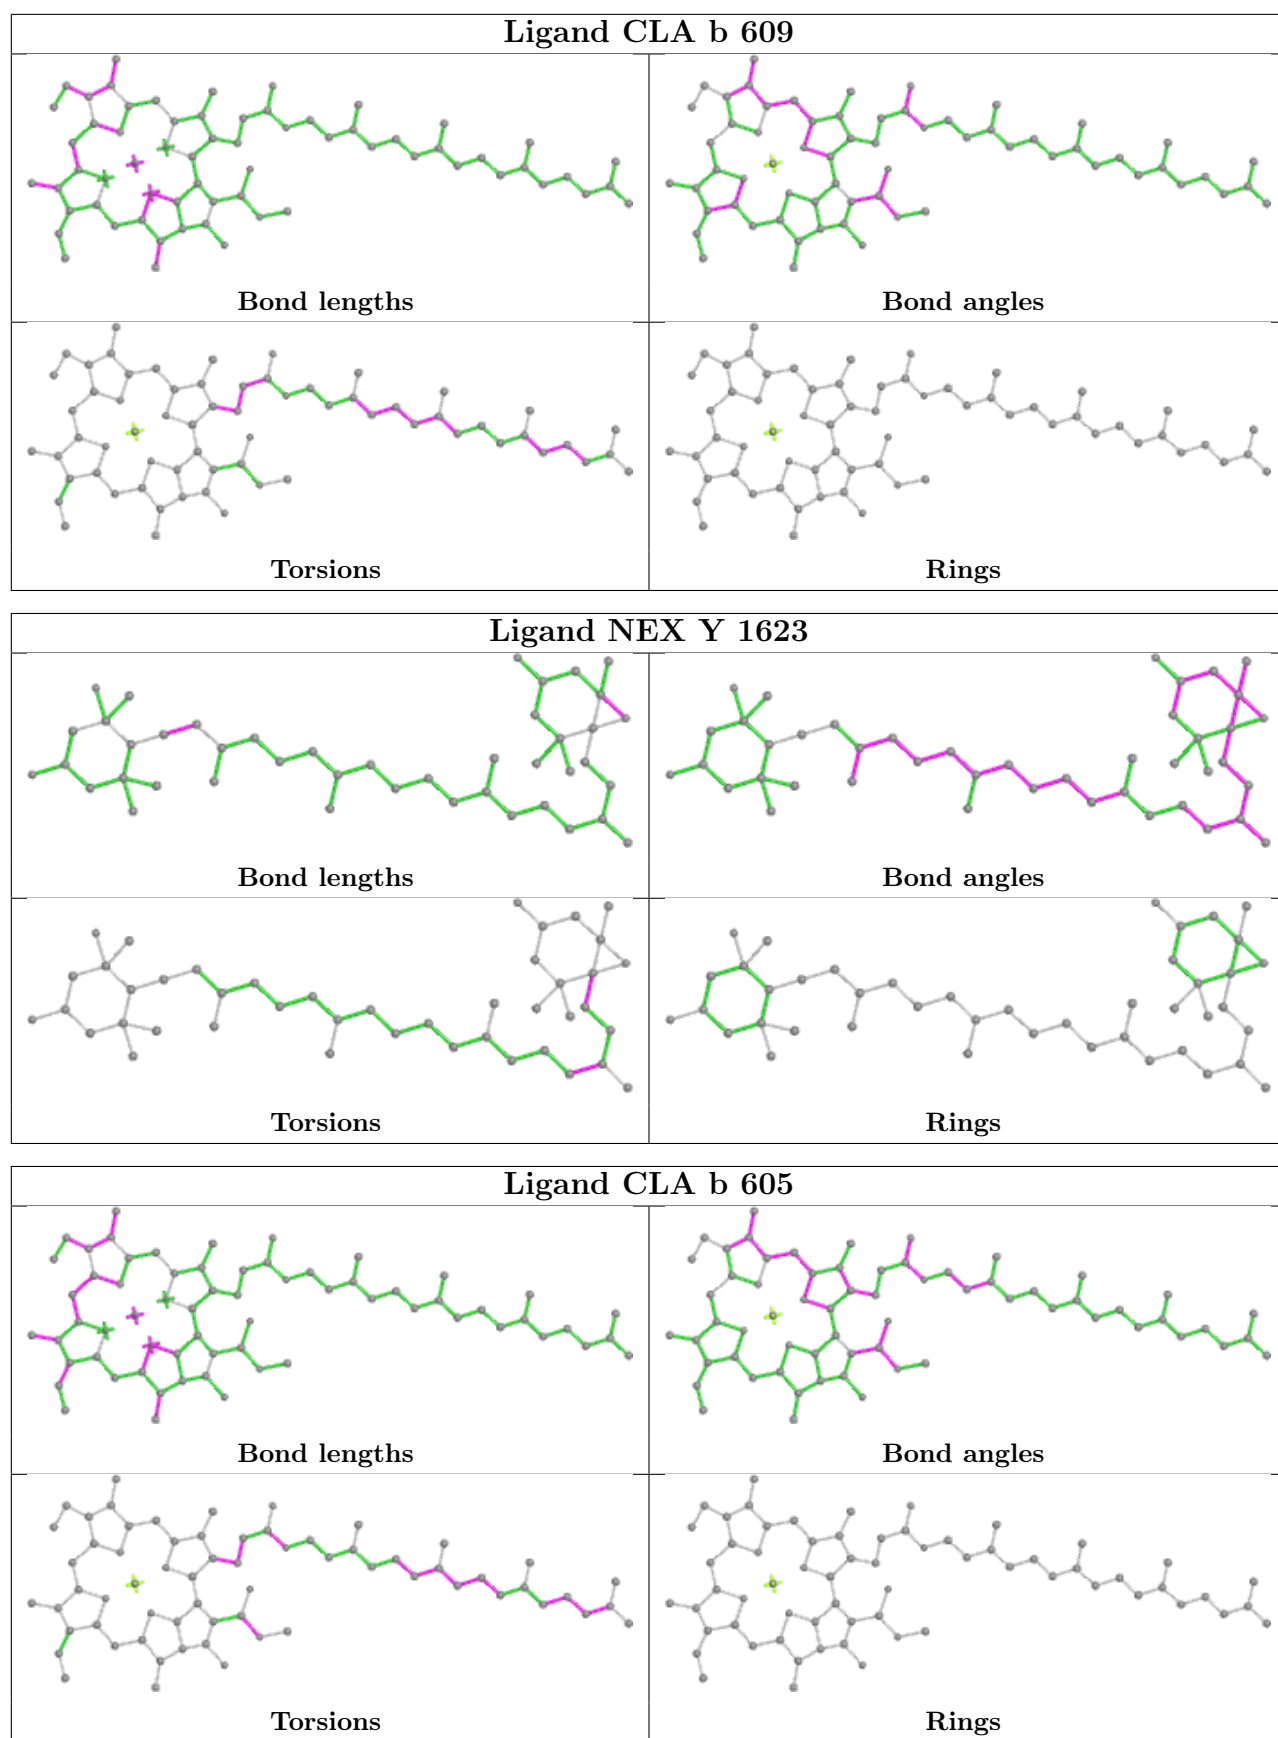 Ligand CLA b 609
Bond lengths
Bond angles
Torsions
Rings
Ligand NEX Y 1623
Bond lengths
Bond angles
Torsions
Rings
Ligand CLA b 605
Bond lengths
Bond angles
Torsions
Rings